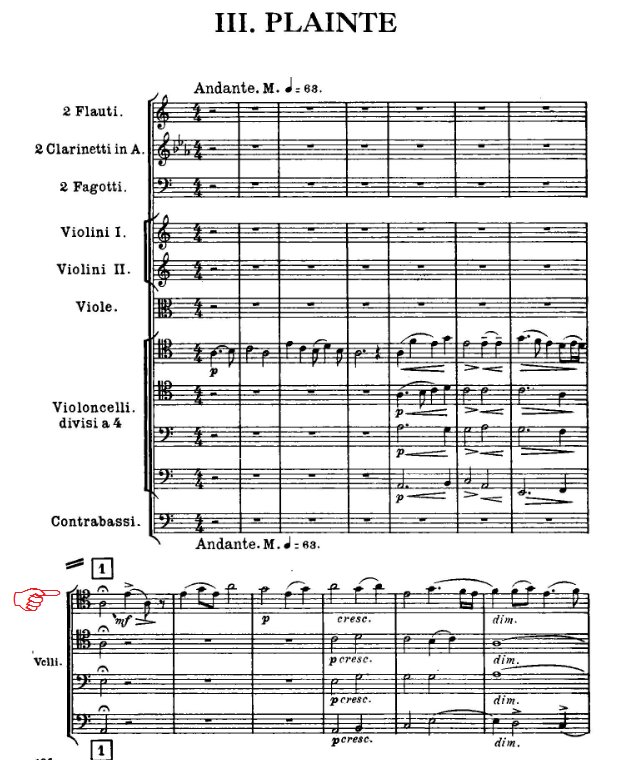 III. PLAINTE
Andante. M. ♩= 63.
2 Flauti.
2 Clarinetti in A.
2 Fagotti.
Violini I.
Violini II.
Viole.
p
Violoncelli.
divisi a 4
p
p
p
Contrabassi.
Andante. M. ♩= 63.
1
mf p cresc. dim.
Vclli.
p cresc. dim.
p cresc. dim.
p cresc. dim.
1